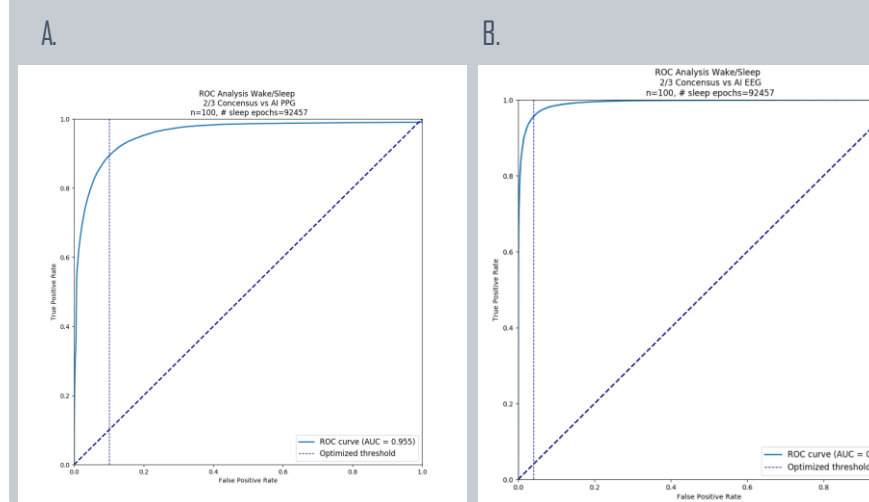 A.
ROC Analysis Wake/Sleep
2/3 Concensus vs AI PPG
n=100, # sleep epochs=92457
1.0
0.8
0.6
0.4
0.2
0.0
True Positive Rate
0.0 0.2 0.4 0.6 0.8 1.0
False Positive Rate
ROC curve (AUC = 0.955)
Optimized threshold
B.
ROC Analysis Wake/Sleep
2/3 Concensus vs AI EEG
n=100, # sleep epochs=92457
1.0
0.8
0.6
0.4
0.2
0.0
True Positive Rate
0.0 0.2 0.4 0.6 0.8
False Positive Rate
ROC curve (AUC = 0.
Optimized threshold